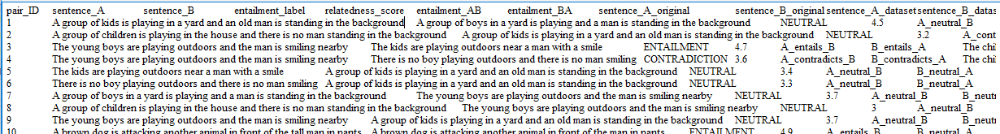 pair_ID sentence_A sentence_B entailment_label relatedness_score entailment_AB entailment_BA sentence_A_original sentence_B_original sentence_A_dataset sentence_B_datas
1 A group of kids is playing in a yard and an old man is standing in the background A group of boys in a yard is playing and a man is standing in the background NEUTRAL 4.5 A_neutral_B
2 A group of children is playing in the house and there is no man standing in the background A group of kids is playing in a yard and an old man is standing in the background NEUTRAL 3.2 A_cont
3 The young boys are playing outdoors and the man is smiling nearby The kids are playing outdoors near a man with a smile ENTAILMENT 4.7 A_entails_B B_entails_A The chi
4 The young boys are playing outdoors and the man is smiling nearby There is no boy playing outdoors and there is no man smiling CONTRADICTION 3.6 A_contradicts_B B_contradicts_A The chi
5 The kids are playing outdoors near a man with a smile A group of kids is playing in a yard and an old man is standing in the background NEUTRAL 3.4 A_neutral_B B_neutral_A
6 There is no boy playing outdoors and there is no man smiling A group of kids is playing in a yard and an old man is standing in the background NEUTRAL 3.3 A_neutral_B B_neutral_A
7 A group of boys in a yard is playing and a man is standing in the background The young boys are playing outdoors and the man is smiling nearby NEUTRAL 3.7 A_neutral_B B_neut
8 A group of children is playing in the house and there is no man standing in the background The young boys are playing outdoors and the man is smiling nearby NEUTRAL 3 A_neutral_B
9 The young boys are playing outdoors and the man is smiling nearby A group of kids is playing in a yard and an old man is standing in the background NEUTRAL 3.7 A_neutral_B B_neut
10 A brown dog is attacking another animal in front of the tall man in pants A brown dog is attacking another animal in front of the man in pants ENTAILMENT 4.9 A_entails_B B_enta